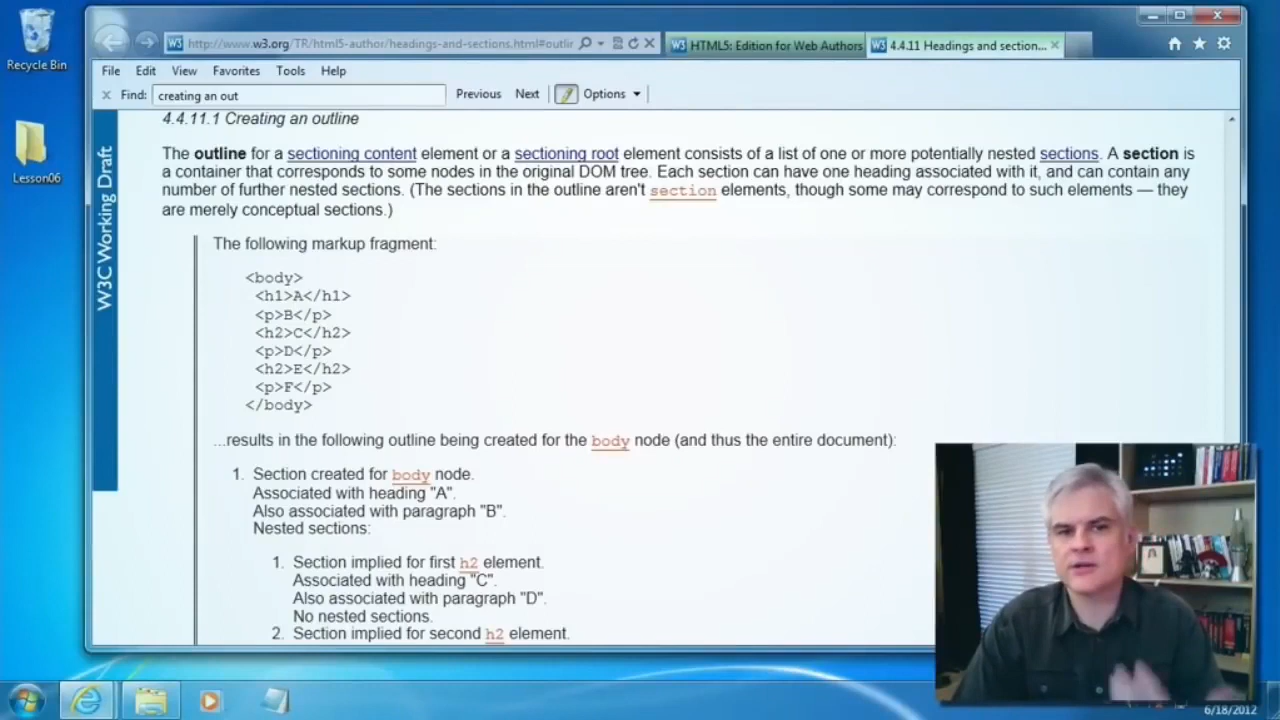 Recycle Bin
Lesson06
http://www.w3.org/TR/html5-author/headings-and-sections.html#outlir
HTML5: Edition for Web Authors
4.4.11 Headings and section...
File Edit View Favorites Tools Help
Find: creating an out Previous Next Options
W3C Working Draft
4.4.11.1 Creating an outline
The outline for a sectioning content element or a sectioning root element consists of a list of one or more potentially nested sections. A section is
a container that corresponds to some nodes in the original DOM tree. Each section can have one heading associated with it, and can contain any
number of further nested sections. (The sections in the outline aren't section elements, though some may correspond to such elements — they
are merely conceptual sections.)
The following markup fragment:
<body>
<h1>A</h1>
<p>B</p>
<h2>C</h2>
<p>D</p>
<h2>E</h2>
<p>F</p>
</body>
...results in the following outline being created for the body node (and thus the entire document):
1. Section created for body node.
Associated with heading "A".
Also associated with paragraph "B".
Nested sections:
1. Section implied for first h2 element.
Associated with heading "C".
Also associated with paragraph "D".
No nested sections.
2. Section implied for second h2 element.
6/18/2012